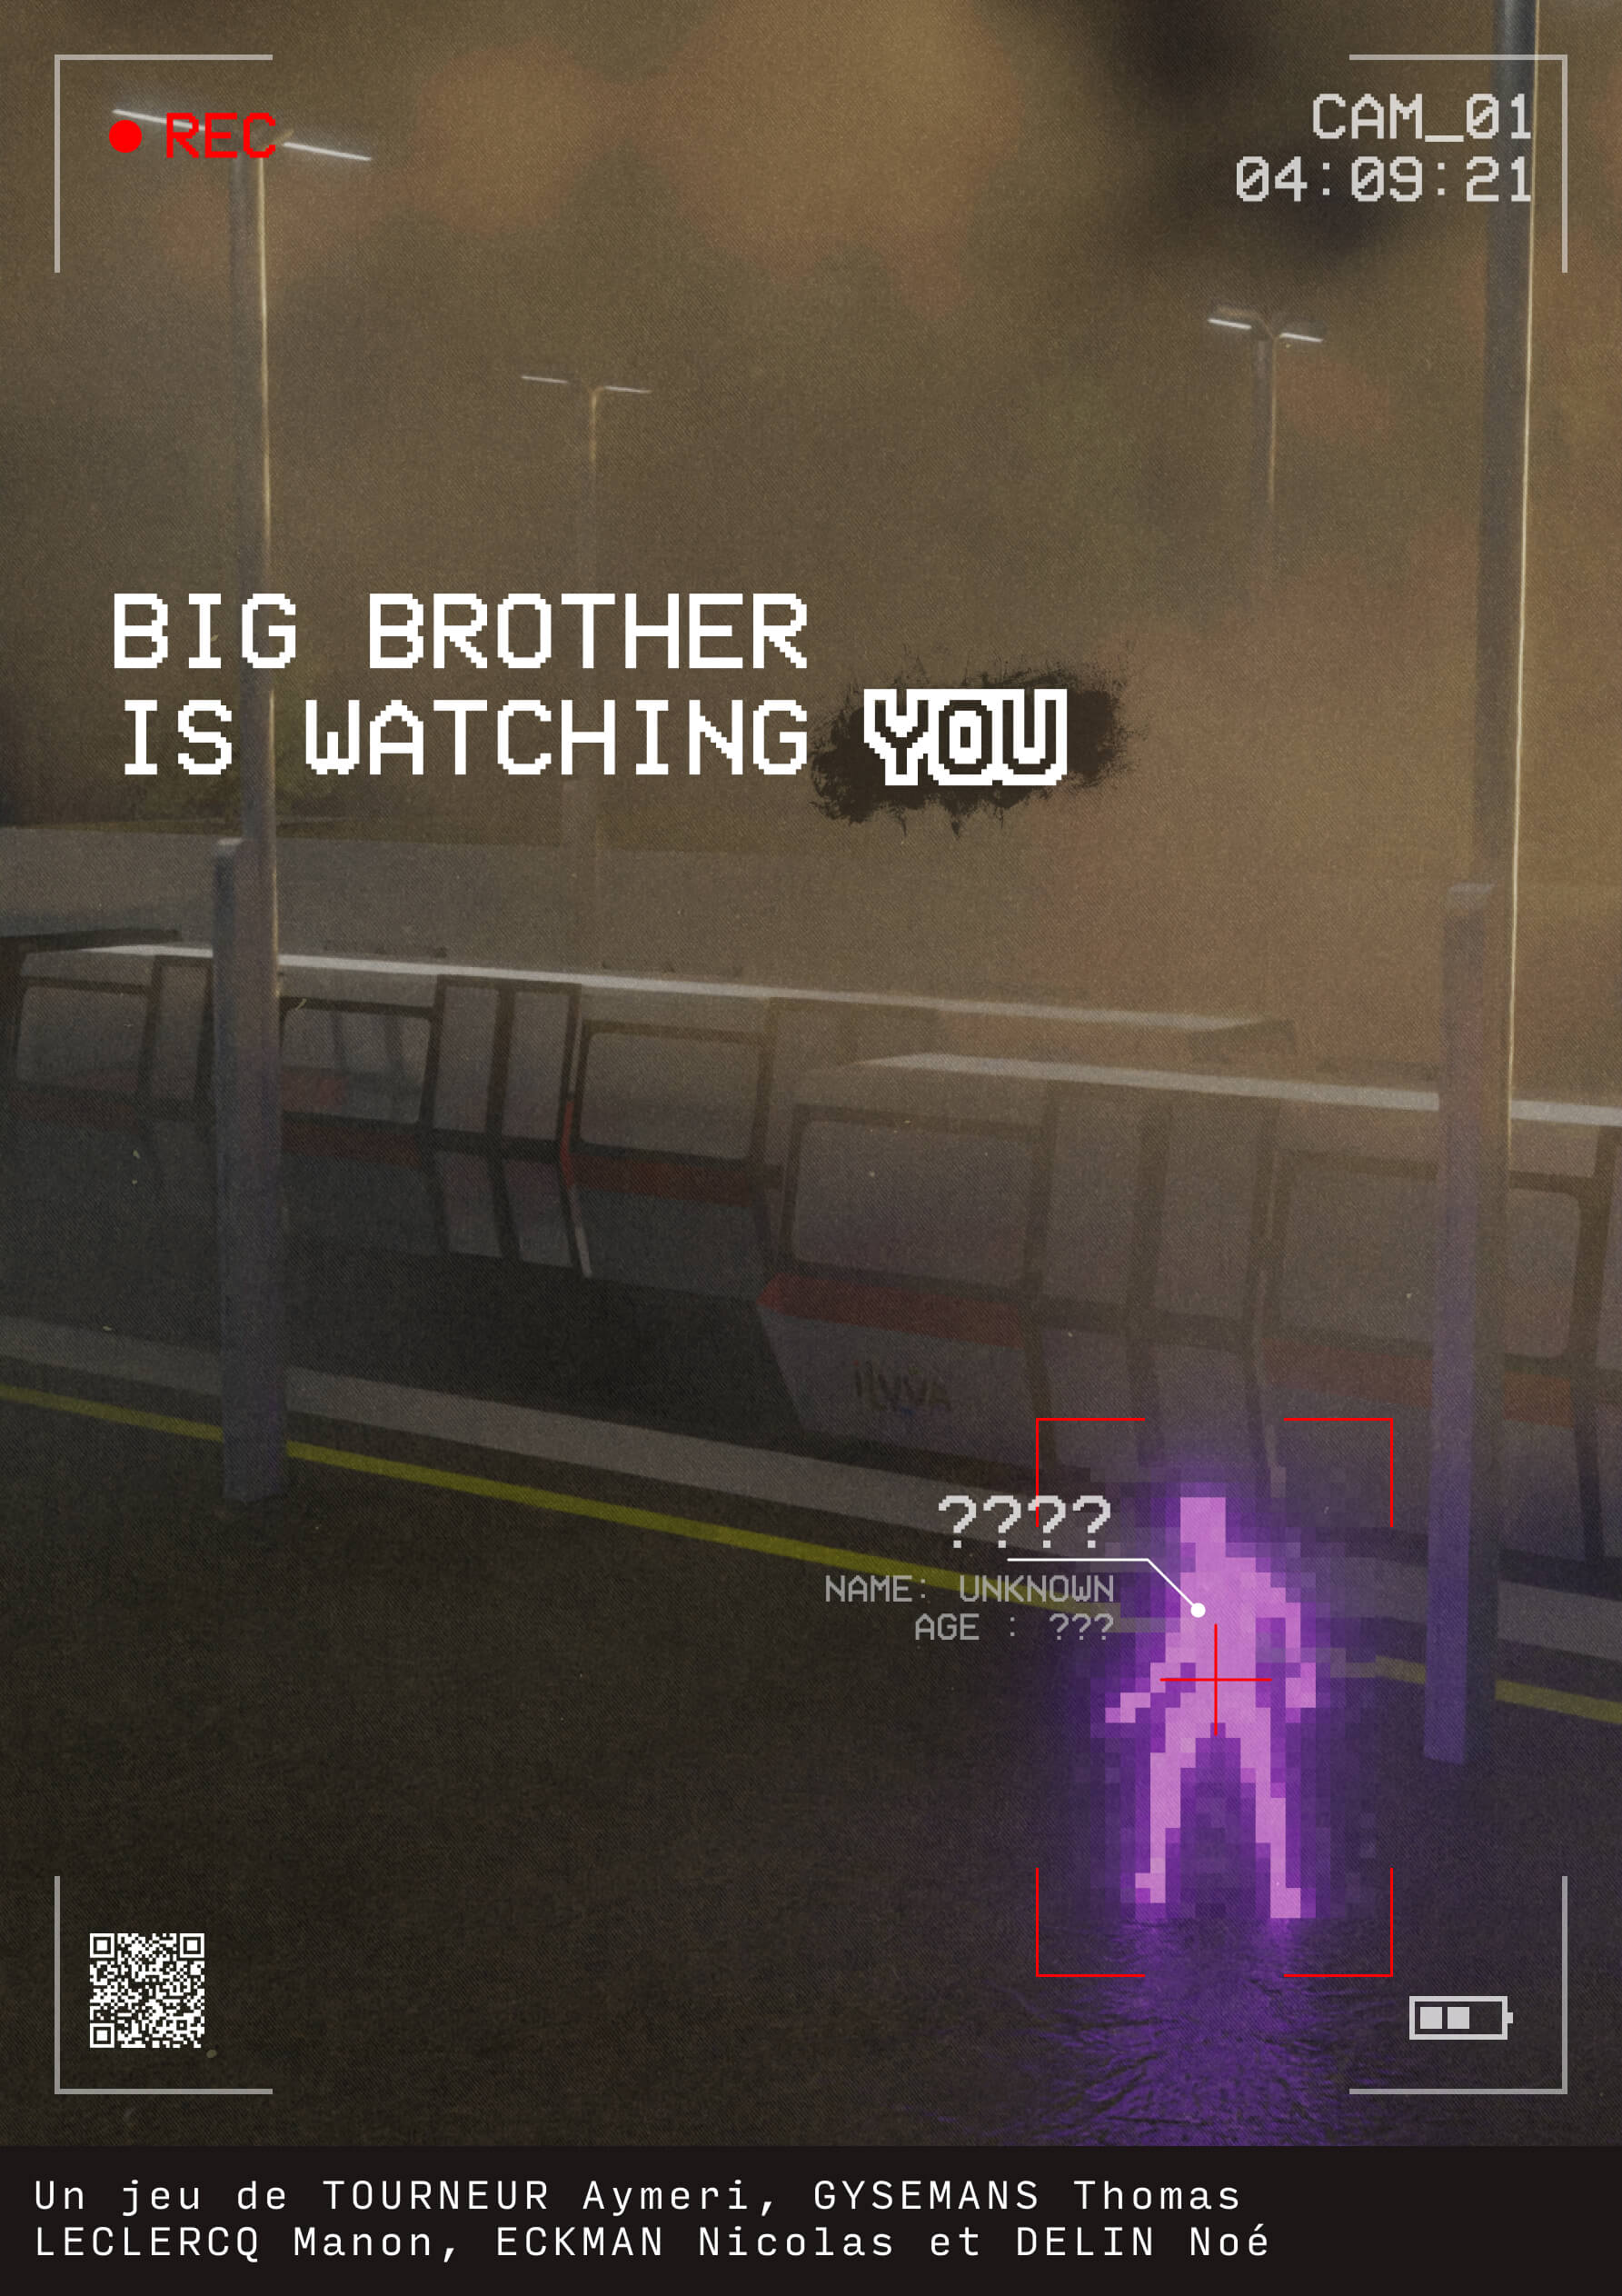 REC
CAM_01
04:09:21
BIG BROTHER
IS WATCHING YOU
????
NAME: UNKNOWN
AGE : ???
Un jeu de TOURNEUR Aymeri, GYSEMANS Thomas
LECLERCQ Manon, ECKMAN Nicolas et DELIN Noé